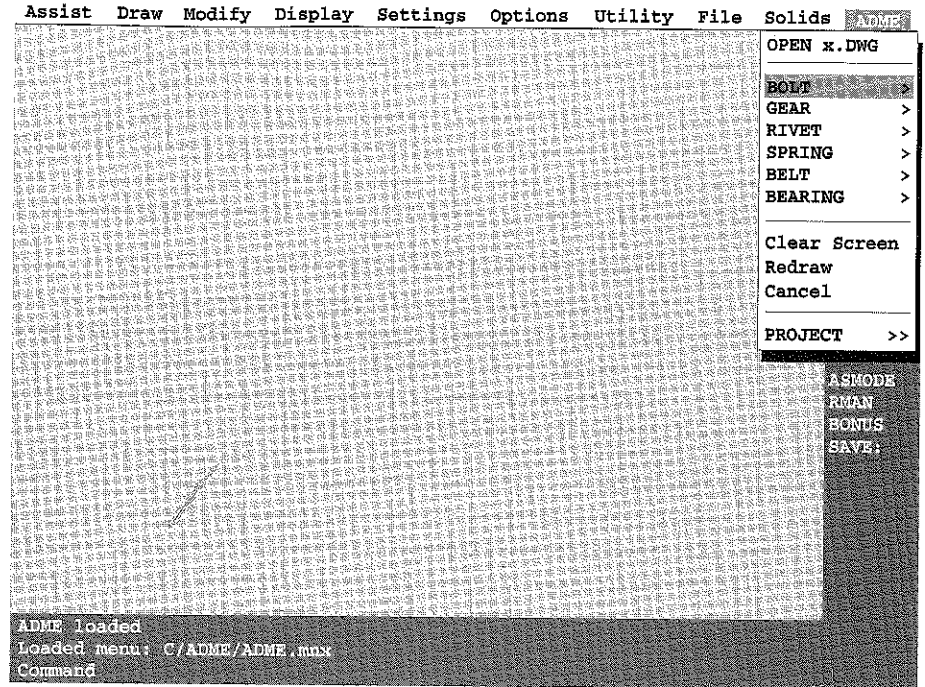 Assist Draw Modify Display Settings Options Utility File Solids ADME
OPEN x.DWG
BOLT >
GEAR >
RIVET >
SPRING >
BELT >
BEARING >
Clear Screen
Redraw
Cancel
PROJECT >>
ASMODE
RMAN
BONUS
SAVE:
ADME loaded
Loaded menu: C/ADME/ADME.mnx
Command